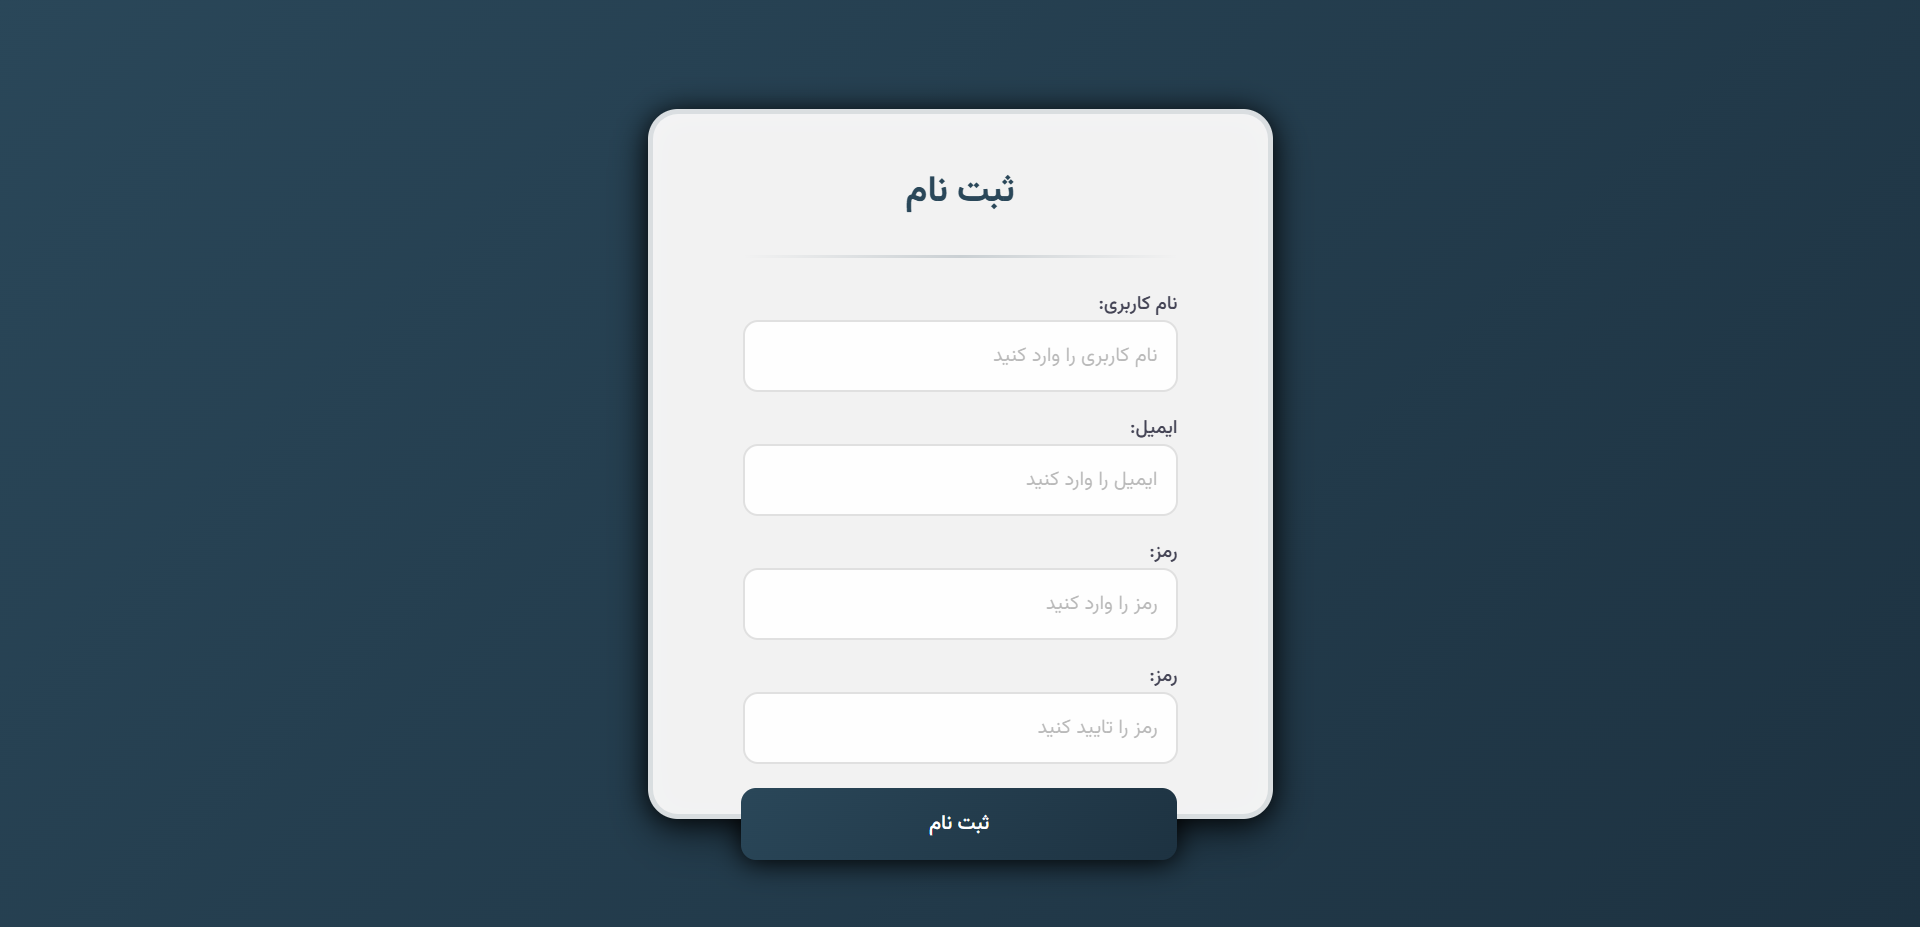 ثبت نام
نام کاربری:
نام کاربری را وارد کنید
ایمیل:
ایمیل را وارد کنید
رمز:
رمز را وارد کنید
رمز:
رمز را تایید کنید
ثبت نام